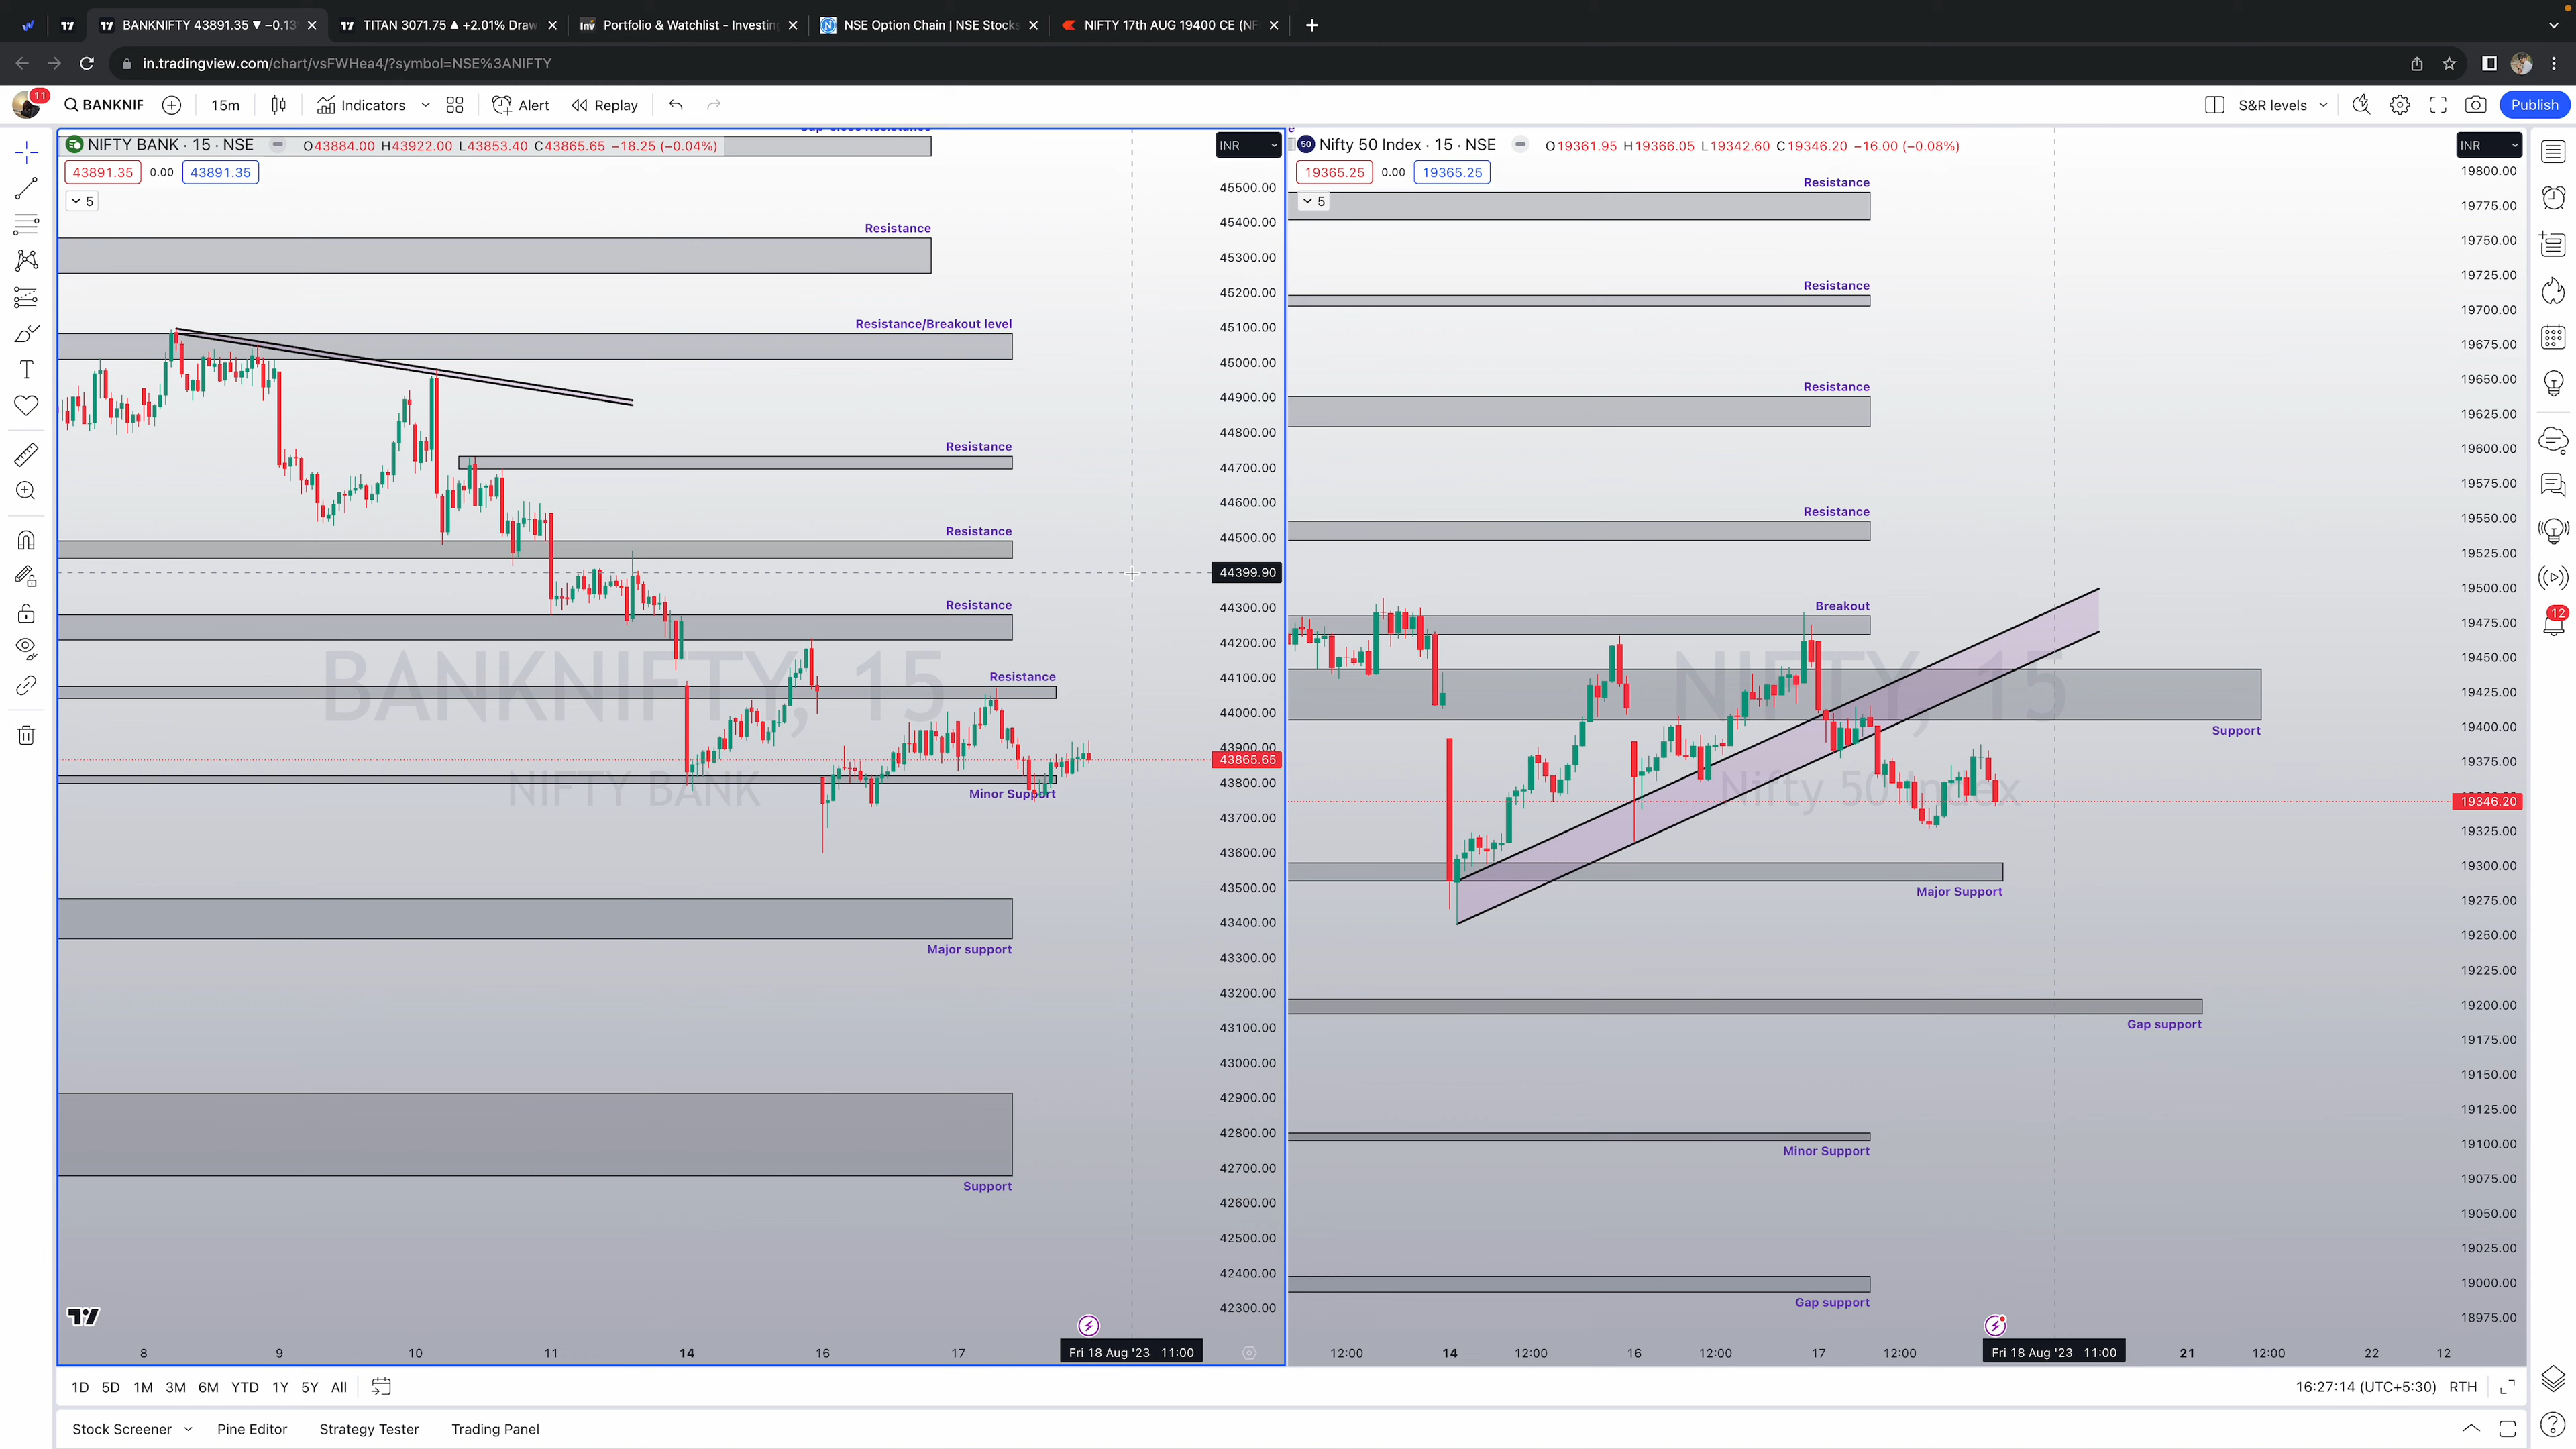 BANKNIFTY 43891.35 ▼ −0.13
TITAN 3071.75 ▲ +2.01% Draw
Portfolio & Watchlist - Investing
NSE Option Chain | NSE Stocks
NIFTY 17th AUG 19400 CE (NF
in.tradingview.com/chart/vsFWHea4/?symbol=NSE%3ANIFTY
11
BANKNIF
15m
Indicators
Alert
Replay
S&R levels
Publish
NIFTY BANK · 15 · NSE
O43884.00 H43922.00 L43853.40 C43865.65 −18.25 (−0.04%)
INR
43891.35 0.00 43891.35
5
Resistance
Resistance/Breakout level
Resistance
Resistance
Resistance
Resistance
Minor Support
Major support
Support
BANKNIFTY, 15
NIFTY BANK
45500.00
45400.00
45300.00
45200.00
45100.00
45000.00
44900.00
44800.00
44700.00
44600.00
44500.00
44399.90
44300.00
44200.00
44100.00
44000.00
43900.00
43865.65
43800.00
43700.00
43600.00
43500.00
43400.00
43300.00
43200.00
43100.00
43000.00
42900.00
42800.00
42700.00
42600.00
42500.00
42400.00
42300.00
8 9 10 11 14 16 17
Fri 18 Aug '23 11:00
50
Nifty 50 Index · 15 · NSE
O19361.95 H19366.05 L19342.60 C19346.20 −16.00 (−0.08%)
INR
19365.25 0.00 19365.25
5
Resistance
Resistance
Resistance
Resistance
Breakout
Support
Major Support
Gap support
Minor Support
Gap support
NIFTY, 15
Nifty 50 Index
19800.00
19775.00
19750.00
19725.00
19700.00
19675.00
19650.00
19625.00
19600.00
19575.00
19550.00
19525.00
19500.00
19475.00
19450.00
19425.00
19400.00
19375.00
19346.20
19325.00
19300.00
19275.00
19250.00
19225.00
19200.00
19175.00
19150.00
19125.00
19100.00
19075.00
19050.00
19025.00
19000.00
18975.00
12:00 14 12:00 16 12:00 17 12:00
Fri 18 Aug '23 11:00
21 12:00 22 12
12
1D 5D 1M 3M 6M YTD 1Y 5Y All
16:27:14 (UTC+5:30) RTH
Stock Screener
Pine Editor
Strategy Tester
Trading Panel